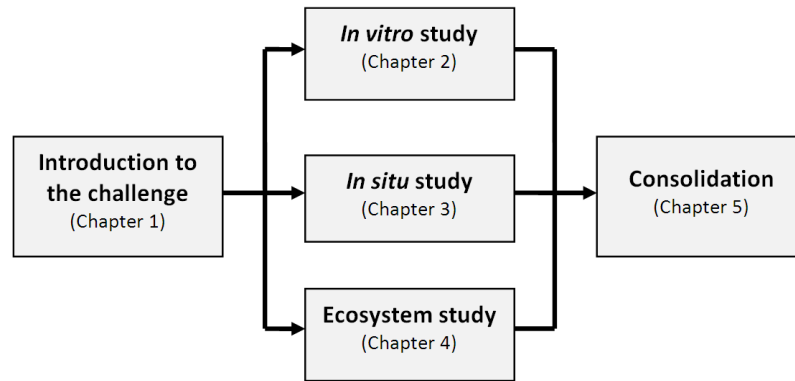 Introduction to
the challenge
(Chapter 1)
In vitro study
(Chapter 2)
In situ study
(Chapter 3)
Ecosystem study
(Chapter 4)
Consolidation
(Chapter 5)